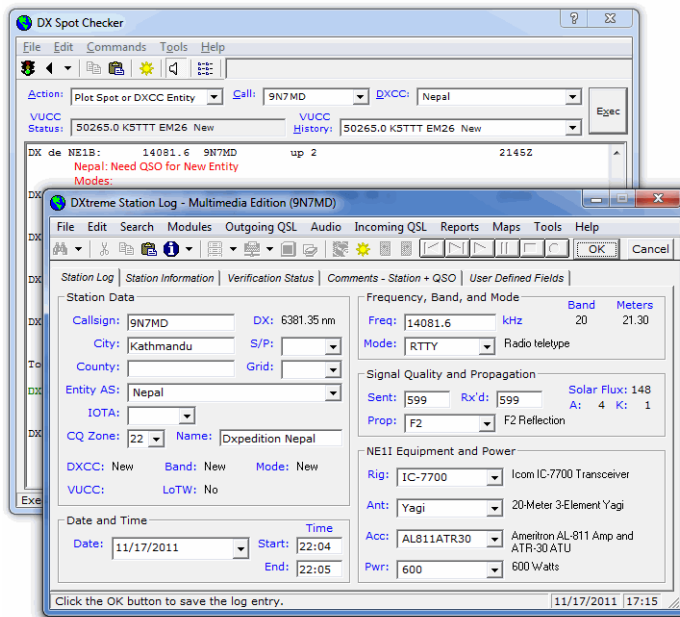 DX Spot Checker
File Edit Commands Tools Help
Action: Plot Spot or DXCC Entity Call: 9N7MD DXCC: Nepal Exec
VUCC Status: 50265.0 K5TTT EM26 New VUCC History: 50265.0 K5TTT EM26 New
DX de NE1B: 14081.6 9N7MD up 2 2145Z
Nepal: Need QSO for New Entity
Modes:
DX
DX
DX
DX
To
DX
DX
Exe
DXtreme Station Log - Multimedia Edition (9N7MD)
File Edit Search Modules Outgoing QSL Audio Incoming QSL Reports Maps Tools Help
OK Cancel
Station Log Station Information Verification Status Comments - Station + QSO User Defined Fields
Station Data
Callsign: 9N7MD DX: 6381.35 nm
City: Kathmandu S/P:
County: Grid:
Entity AS: Nepal
IOTA:
CQ Zone: 22 Name: Dxpedition Nepal
DXCC: New Band: New Mode: New
VUCC: LoTW: No
Date and Time
Time
Date: 11/17/2011 Start: 22:04
End: 22:05
Frequency, Band, and Mode
Band Meters
Freq: 14081.6 kHz 20 21.30
Mode: RTTY Radio teletype
Signal Quality and Propagation
Sent: 599 Rx'd: 599 Solar Flux: 148
A: 4 K: 1
Prop: F2 F2 Reflection
NE1I Equipment and Power
Rig: IC-7700 Icom IC-7700 Transceiver
Ant: Yagi 20-Meter 3-Element Yagi
Acc: AL811ATR30 Ameritron AL-811 Amp and
ATR-30 ATU
Pwr: 600 600 Watts
Click the OK button to save the log entry. 11/17/2011 17:15